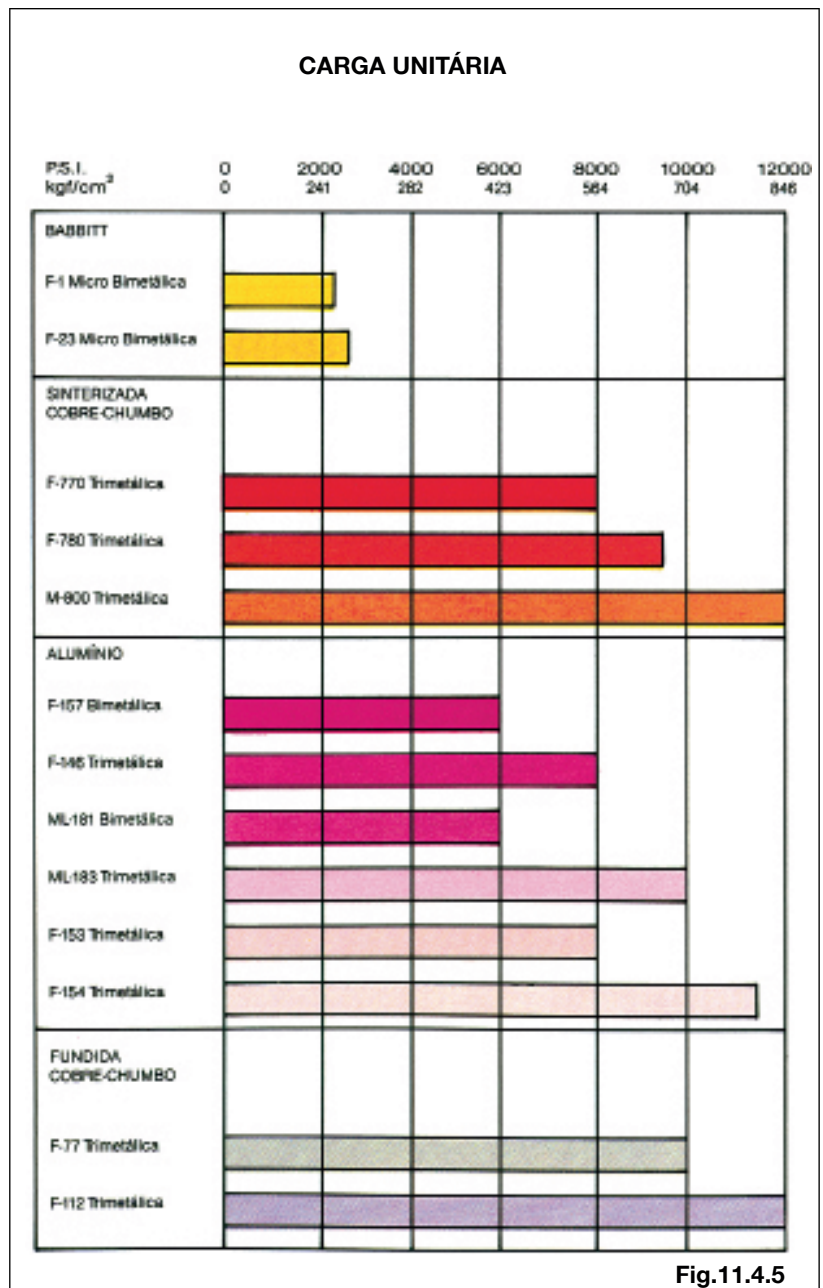 CARGA UNITÁRIA
P.S.I. 0 2000 4000 6000 8000 10000 12000
kgf/cm² 0 241 282 423 564 704 846
BABBITT
F-1 Micro Bimetálica
F-23 Micro Bimetálica
SINTERIZADA
COBRE-CHUMBO
F-770 Trimetálica
F-780 Trimetálica
M-800 Trimetálica
ALUMÍNIO
F-157 Bimetálica
F-146 Trimetálica
ML-181 Bimetálica
ML-183 Trimetálica
F-153 Trimetálica
F-154 Trimetálica
FUNDIDA
COBRE-CHUMBO
F-77 Trimetálica
F-112 Trimetálica
Fig.11.4.5